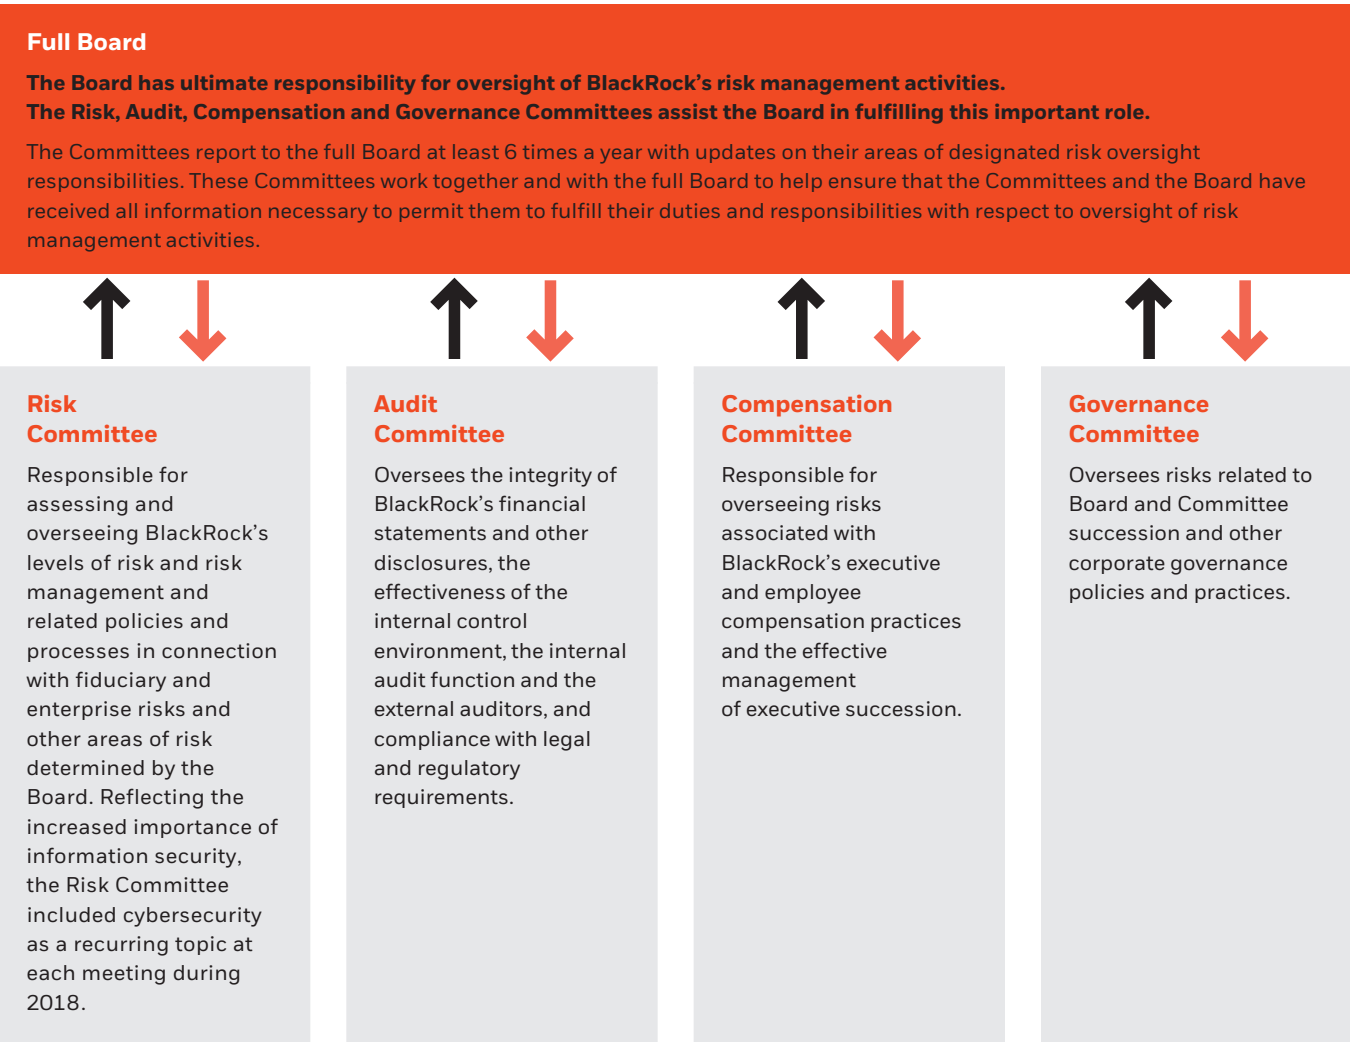 Full Board
The Board has ultimate responsibility for oversight of BlackRock’s risk management activities.
The Risk, Audit, Compensation and Governance Committees assist the Board in fulfilling this important role.
The Committees report to the full Board at least 6 times a year with updates on their areas of designated risk oversight
responsibilities. These Committees work together and with the full Board to help ensure that the Committees and the Board have
received all information necessary to permit them to fulfill their duties and responsibilities with respect to oversight of risk
management activities.
Risk
Committee
Responsible for
assessing and
overseeing BlackRock’s
levels of risk and risk
management and
related policies and
processes in connection
with fiduciary and
enterprise risks and
other areas of risk
determined by the
Board. Reflecting the
increased importance of
information security,
the Risk Committee
included cybersecurity
as a recurring topic at
each meeting during
2018.
Audit
Committee
Oversees the integrity of
BlackRock’s financial
statements and other
disclosures, the
effectiveness of the
internal control
environment, the internal
audit function and the
external auditors, and
compliance with legal
and regulatory
requirements.
Compensation
Committee
Responsible for
overseeing risks
associated with
BlackRock’s executive
and employee
compensation practices
and the effective
management
of executive succession.
Governance
Committee
Oversees risks related to
Board and Committee
succession and other
corporate governance
policies and practices.